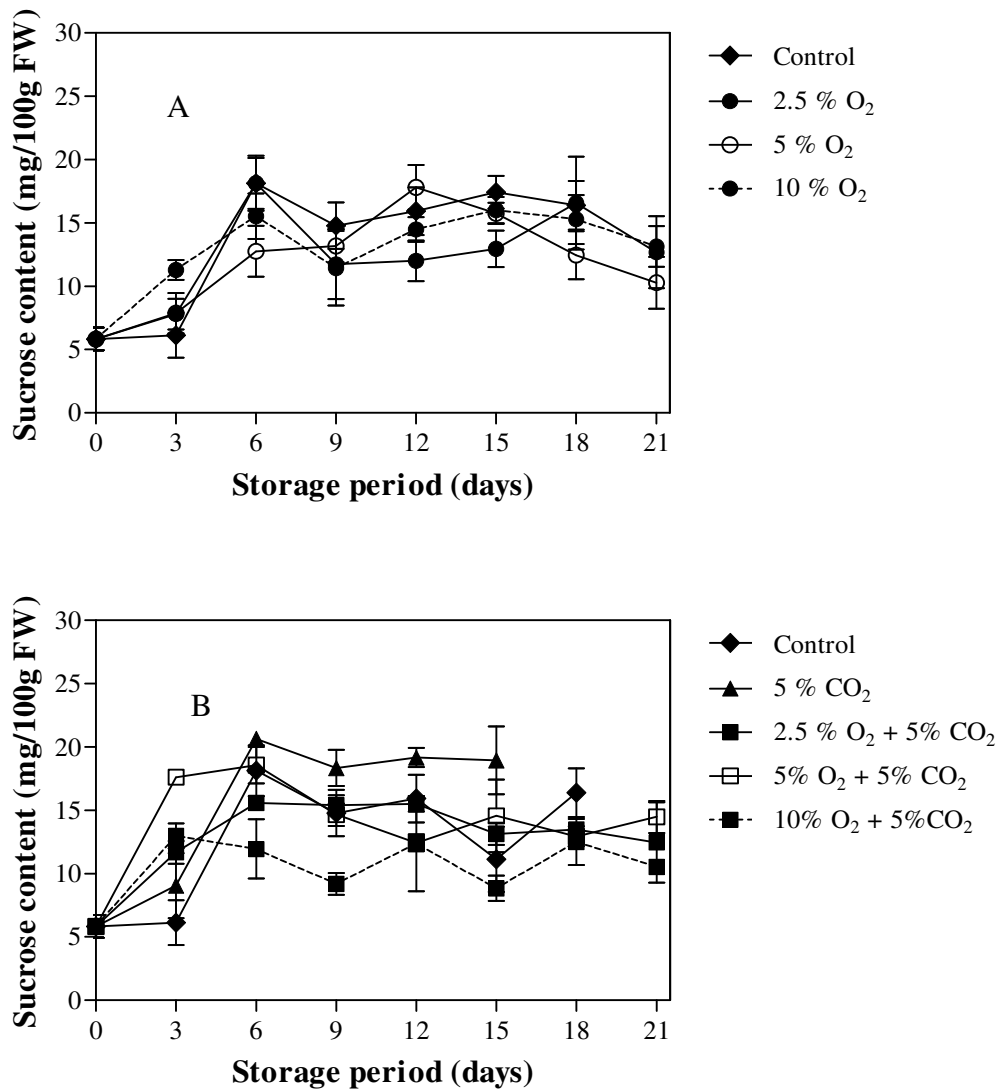 Sucrose content (mg/100g FW)
30
25
20
15
10
5
0
A
0 3 6 9 12 15 18 21
Storage period (days)
Control
2.5 % O₂
5 % O₂
10 % O₂
Sucrose content (mg/100g FW)
30
25
20
15
10
5
0
B
0 3 6 9 12 15 18 21
Storage period (days)
Control
5 % CO₂
2.5 % O₂ + 5% CO₂
5% O₂ + 5% CO₂
10% O₂ + 5%CO₂